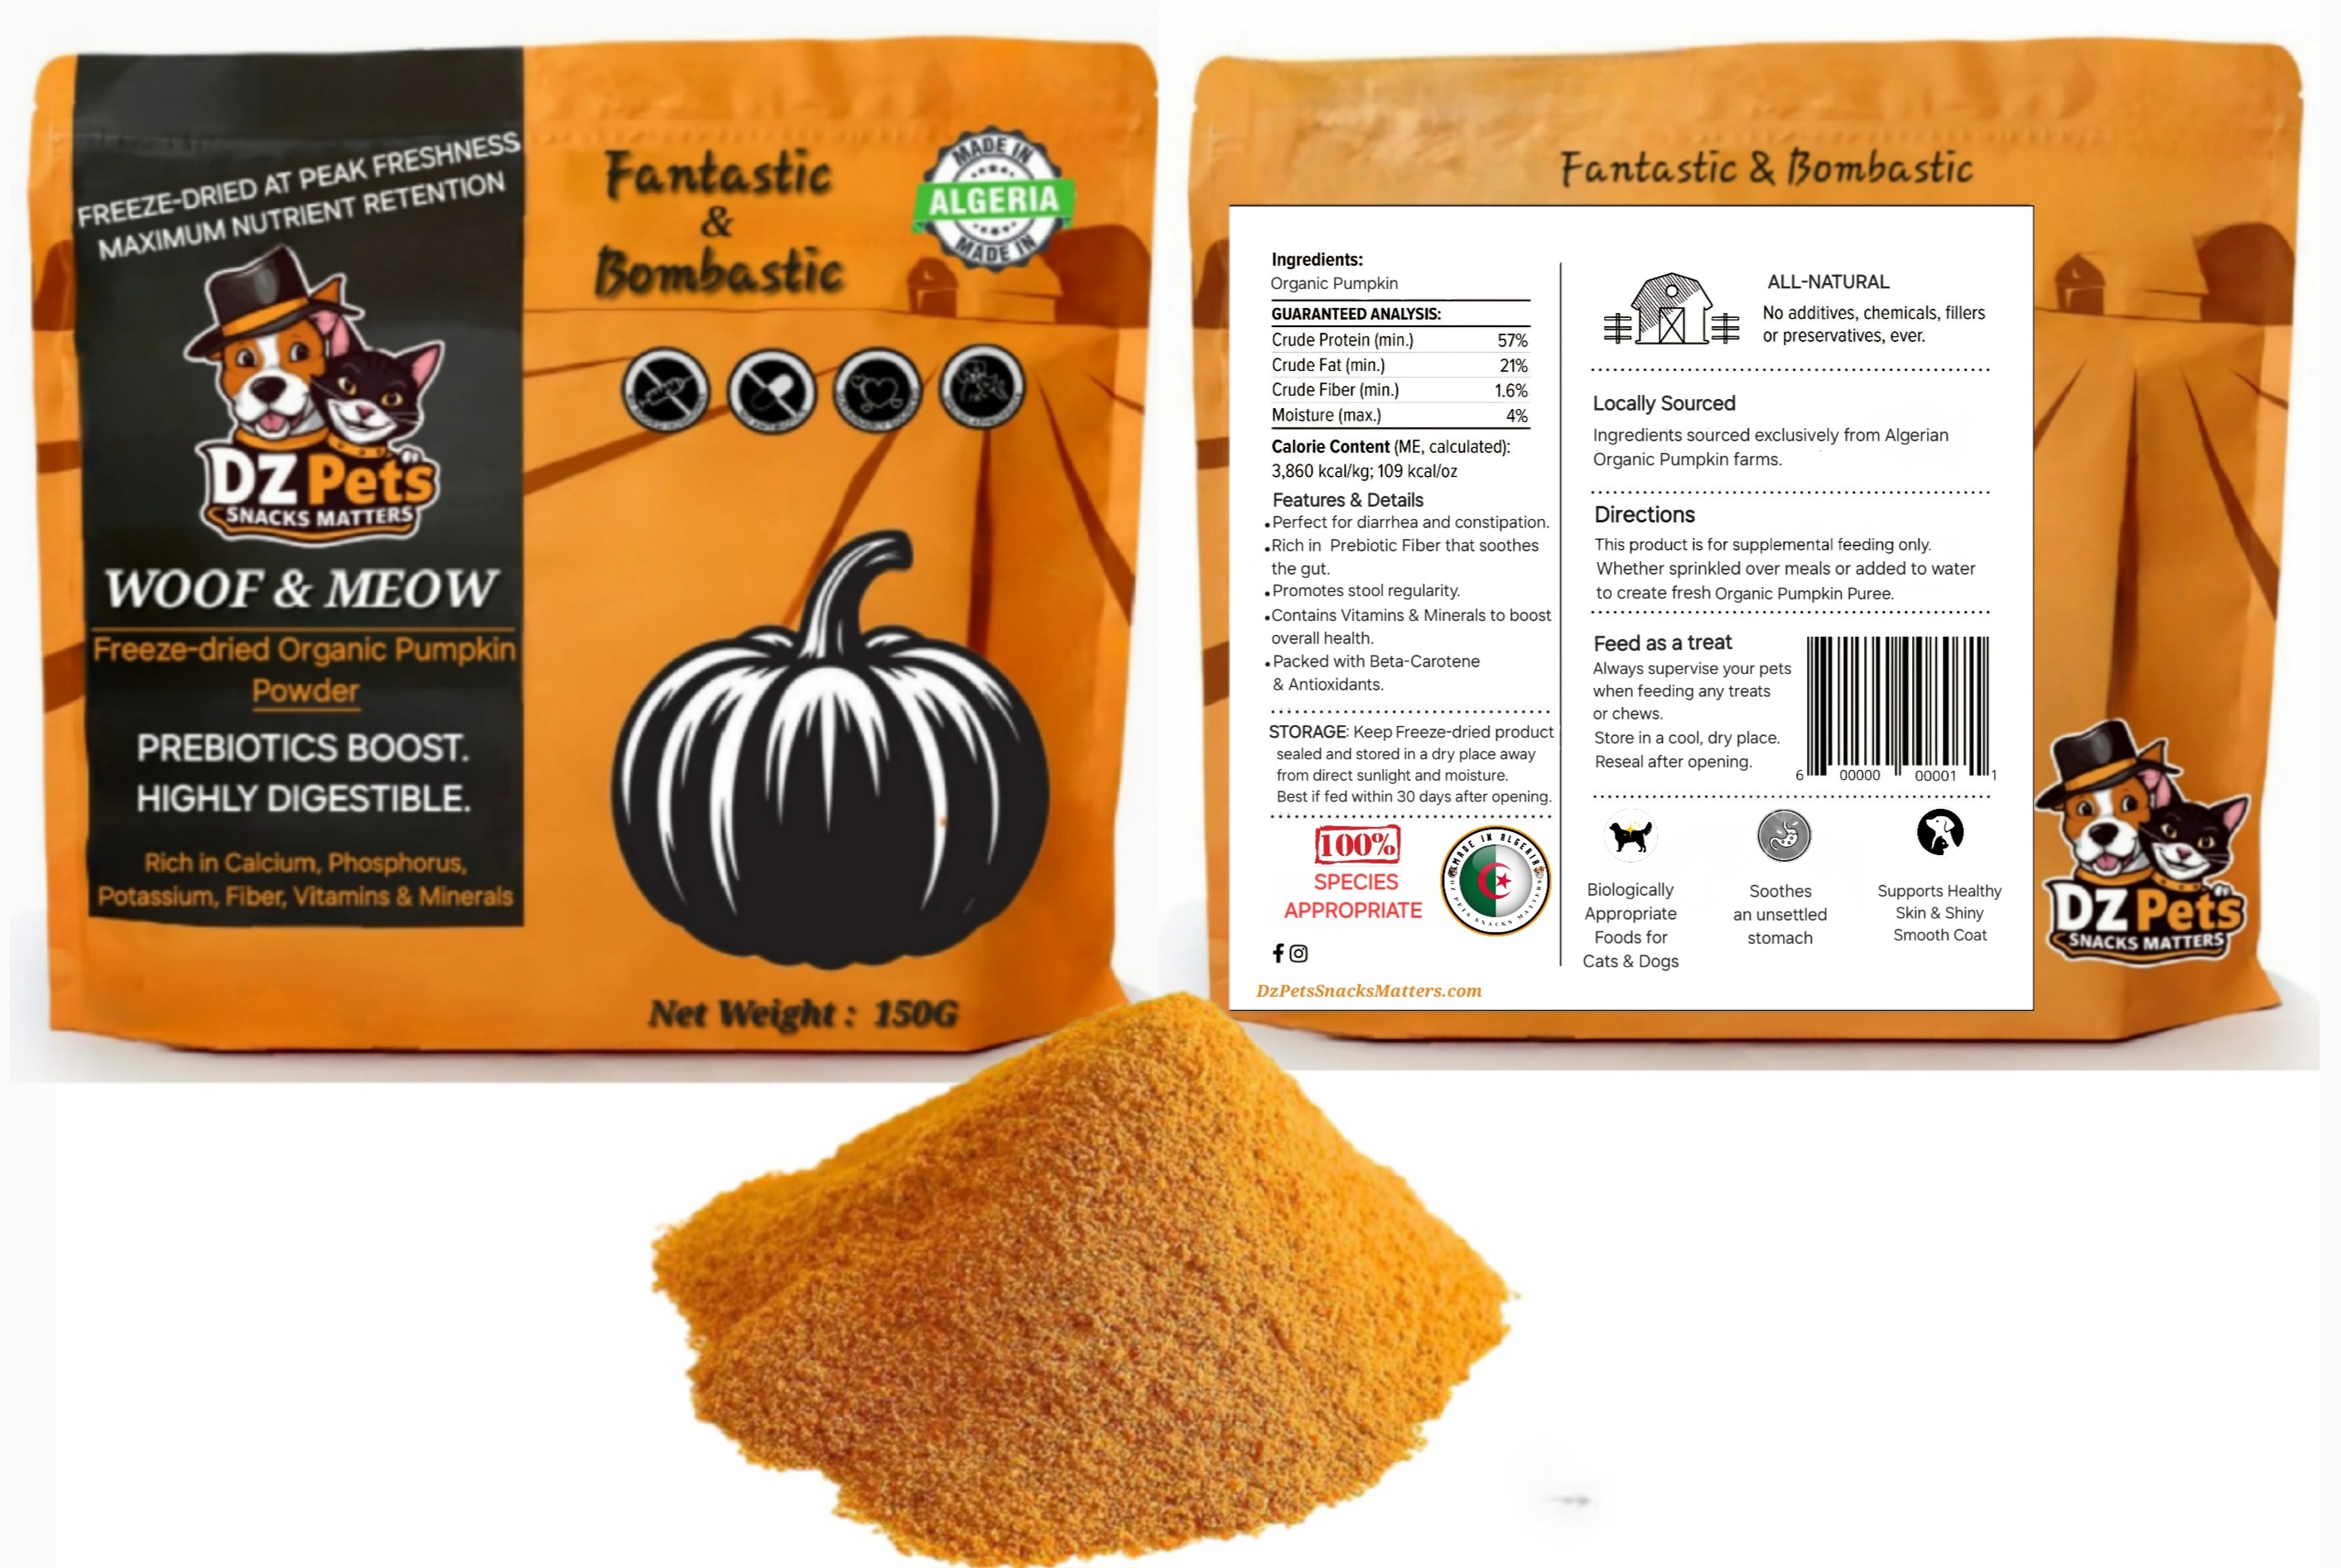 FREEZE-DRIED AT PEAK FRESHNESS
MAXIMUM NUTRIENT RETENTION
DZ Pets
SNACKS MATTERS
WOOF & MEOW
Freeze-dried Organic Pumpkin
Powder
PREBIOTICS BOOST.
HIGHLY DIGESTIBLE.
Rich in Calcium, Phosphorus,
Potassium, Fiber, Vitamins & Minerals
Fantastic
&
Bombastic
MADE IN
ALGERIA
MADE IN
Net Weight : 150G
Fantastic & Bombastic
Ingredients:
Organic Pumpkin
GUARANTEED ANALYSIS:
Crude Protein (min.) 57%
Crude Fat (min.) 21%
Crude Fiber (min.) 1.6%
Moisture (max.) 4%
Calorie Content (ME, calculated):
3,860 kcal/kg; 109 kcal/oz
Features & Details
•Perfect for diarrhea and constipation.
•Rich in Prebiotic Fiber that soothes
the gut.
•Promotes stool regularity.
•Contains Vitamins & Minerals to boost
overall health.
•Packed with Beta-Carotene
& Antioxidants.
STORAGE: Keep Freeze-dried product
sealed and stored in a dry place away
from direct sunlight and moisture.
Best if fed within 30 days after opening.
100%
SPECIES
APPROPRIATE
MADE IN ALGERIA
DZ PETS SNACKS MATTERS
DzPetsSnacksMatters.com
ALL-NATURAL
No additives, chemicals, fillers
or preservatives, ever.
Locally Sourced
Ingredients sourced exclusively from Algerian
Organic Pumpkin farms.
Directions
This product is for supplemental feeding only.
Whether sprinkled over meals or added to water
to create fresh Organic Pumpkin Puree.
Feed as a treat
Always supervise your pets
when feeding any treats
or chews.
Store in a cool, dry place.
Reseal after opening.
6 00000 00001 1
Biologically
Appropriate
Foods for
Cats & Dogs
Soothes
an unsettled
stomach
Supports Healthy
Skin & Shiny
Smooth Coat
DZ Pets
SNACKS MATTERS